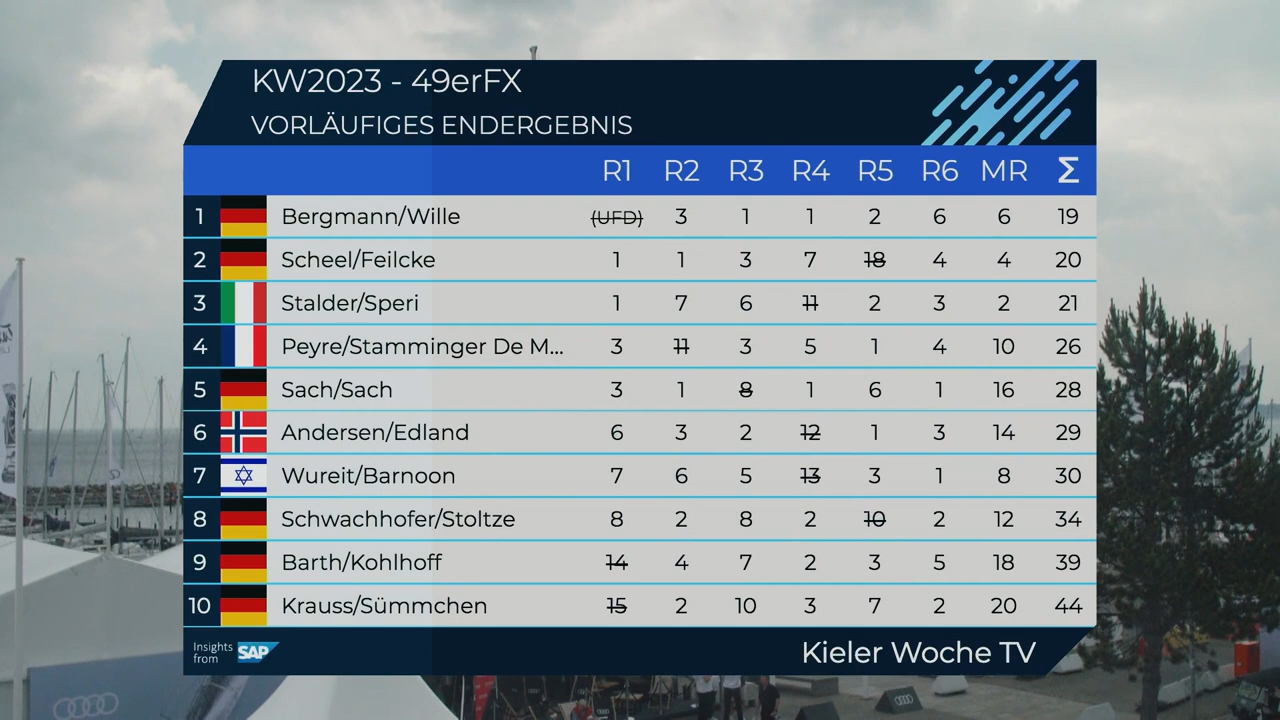 KW2023 - 49erFX
VORLÄUFIGES ENDERGEBNIS
R1 R2 R3 R4 R5 R6 MR Σ
1 Bergmann/Wille (UFD) 3 1 1 2 6 6 19
2 Scheel/Feilcke 1 1 3 7 18 4 4 20
3 Stalder/Speri 1 7 6 11 2 3 2 21
4 Peyre/Stamminger De M... 3 11 3 5 1 4 10 26
5 Sach/Sach 3 1 8 1 6 1 16 28
6 Andersen/Edland 6 3 2 12 1 3 14 29
7 Wureit/Barnoon 7 6 5 13 3 1 8 30
8 Schwachhofer/Stoltze 8 2 8 2 10 2 12 34
9 Barth/Kohlhoff 14 4 7 2 3 5 18 39
10 Krauss/Sümmchen 15 2 10 3 7 2 20 44
Insights
from SAP
Kieler Woche TV